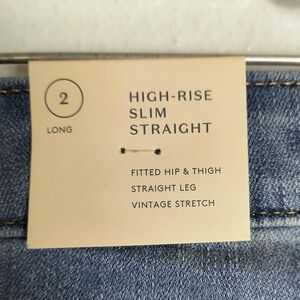 2
LONG
HIGH-RISE
SLIM
STRAIGHT
FITTED HIP & THIGH
STRAIGHT LEG
VINTAGE STRETCH